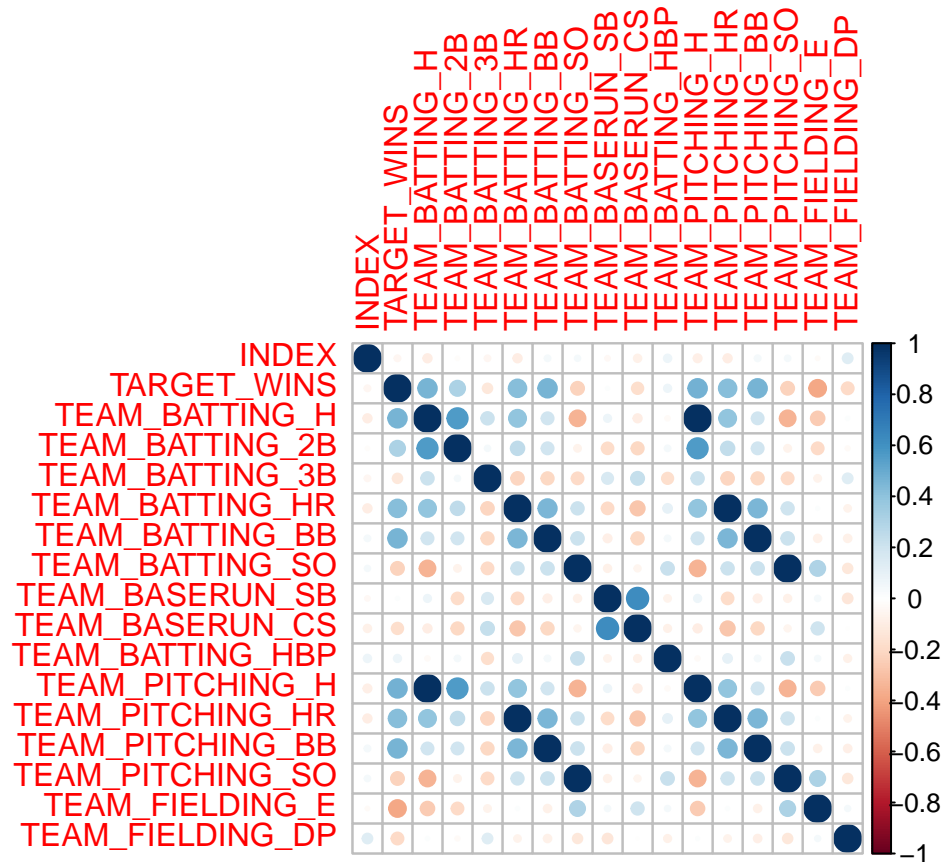 INDEX
TARGET_WINS
TEAM_BATTING_H
TEAM_BATTING_2B
TEAM_BATTING_3B
TEAM_BATTING_HR
TEAM_BATTING_BB
TEAM_BATTING_SO
TEAM_BASERUN_SB
TEAM_BASERUN_CS
TEAM_BATTING_HBP
TEAM_PITCHING_H
TEAM_PITCHING_HR
TEAM_PITCHING_BB
TEAM_PITCHING_SO
TEAM_FIELDING_E
TEAM_FIELDING_DP
INDEX
TARGET_WINS
TEAM_BATTING_H
TEAM_BATTING_2B
TEAM_BATTING_3B
TEAM_BATTING_HR
TEAM_BATTING_BB
TEAM_BATTING_SO
TEAM_BASERUN_SB
TEAM_BASERUN_CS
TEAM_BATTING_HBP
TEAM_PITCHING_H
TEAM_PITCHING_HR
TEAM_PITCHING_BB
TEAM_PITCHING_SO
TEAM_FIELDING_E
TEAM_FIELDING_DP
1
0.8
0.6
0.4
0.2
0
−0.2
−0.4
−0.6
−0.8
−1